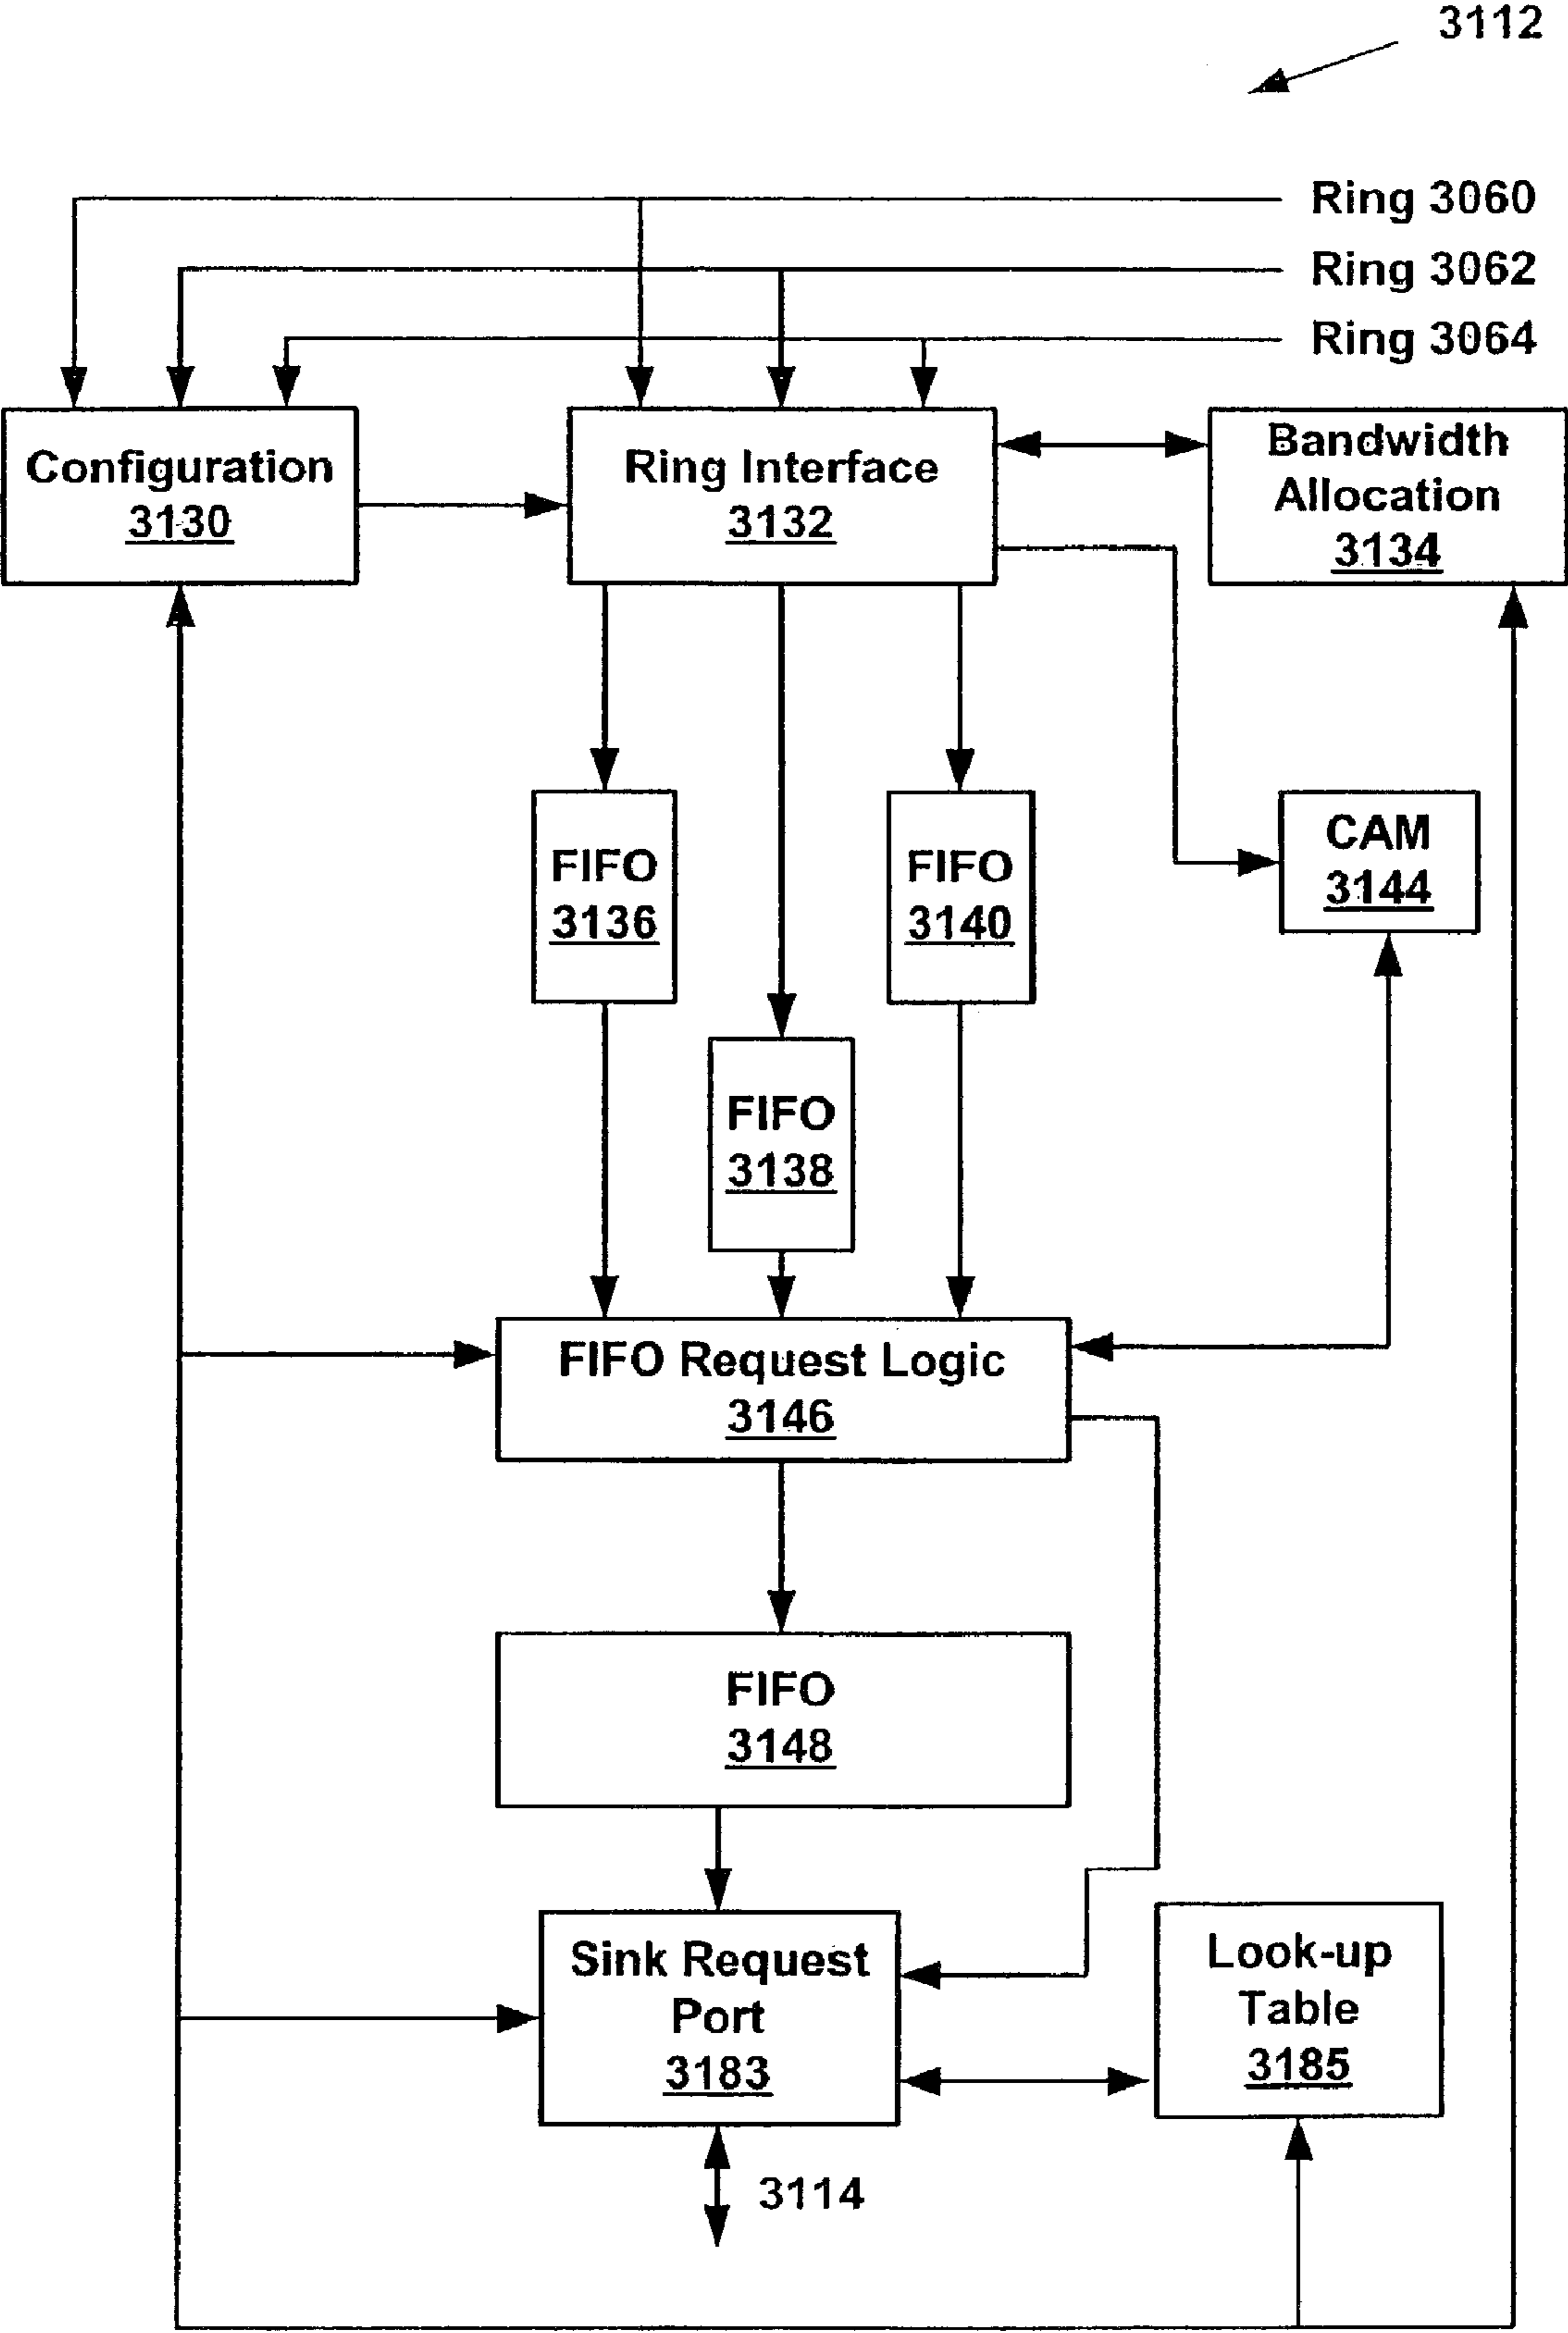 3112
Ring 3060
Ring 3062
Ring 3064
Configuration
3130
Ring Interface
3132
Bandwidth
Allocation
3134
FIFO
3136
FIFO
3140
CAM
3144
FIFO
3138
FIFO Request Logic
3146
FIFO
3148
Sink Request
Port
3183
Look-up
Table
3185
3114